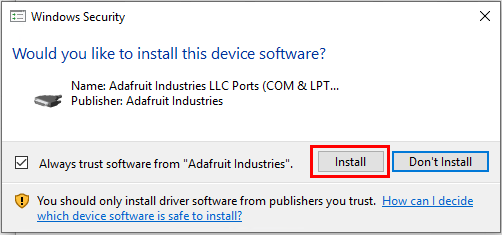 Windows Security
Would you like to install this device software?
Name: Adafruit Industries LLC Ports (COM & LPT...
Publisher: Adafruit Industries
Always trust software from "Adafruit Industries".
Install
Don't Install
You should only install driver software from publishers you trust. How can I decide
which device software is safe to install?